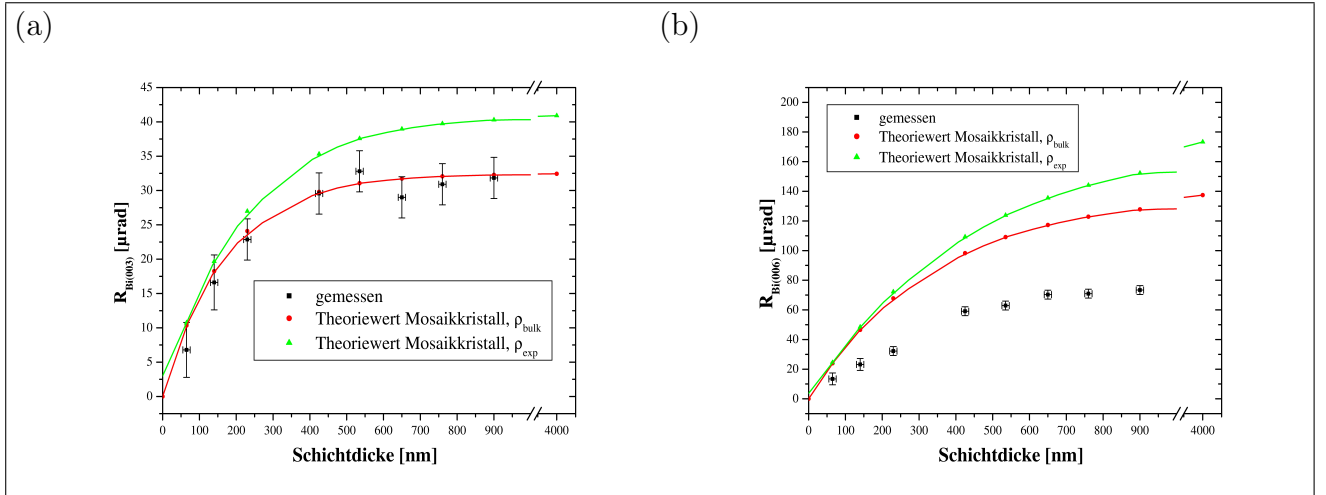 (a)
45
40
35
30
25
20
15
10
5
0
R_Bi(003) [µrad]
gemessen
Theoriewert Mosaikkristall, ρ_bulk
Theoriewert Mosaikkristall, ρ_exp
0 100 200 300 400 500 600 700 800 900 4000
Schichtdicke [nm]
(b)
200
180
160
140
120
100
80
60
40
20
0
R_Bi(006) [µrad]
gemessen
Theoriewert Mosaikkristall, ρ_bulk
Theoriewert Mosaikkristall, ρ_exp
0 100 200 300 400 500 600 700 800 900 4000
Schichtdicke [nm]